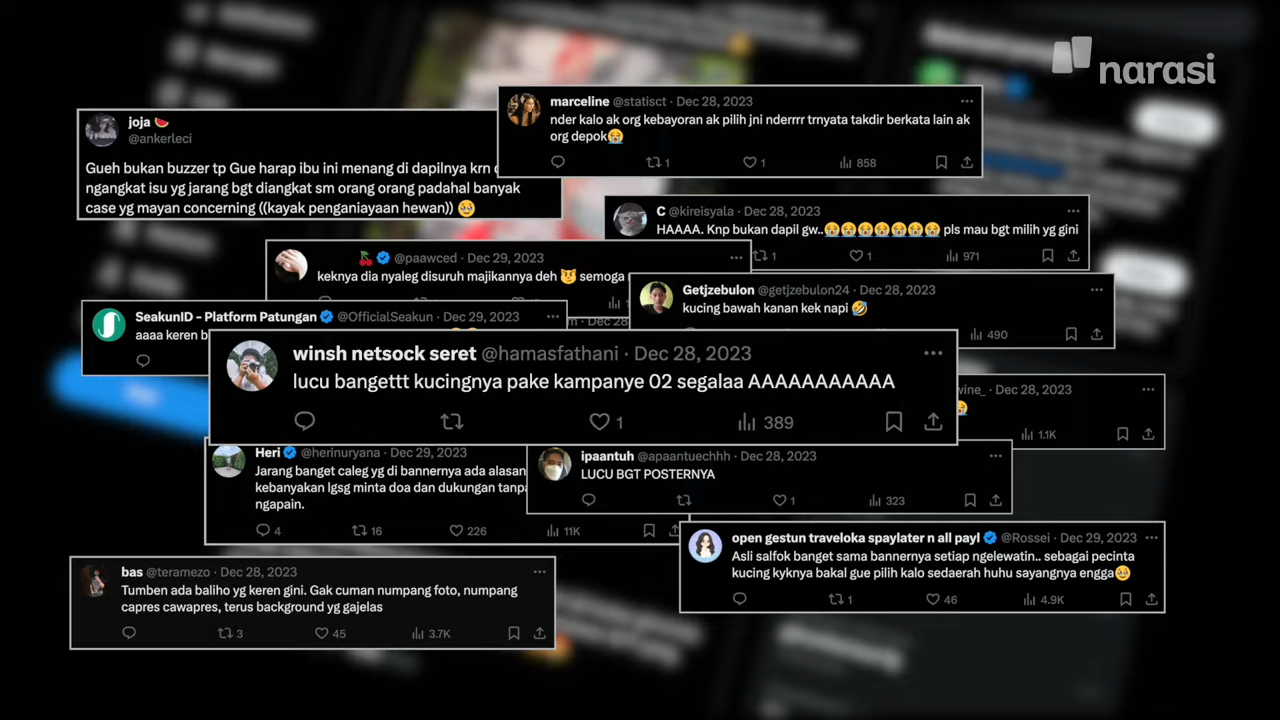 narasi
joja 🍉
@ankerleci
Gueh bukan buzzer tp Gue harap ibu ini menang di dapilnya krn
ngangkat isu yg jarang bgt diangkat sm orang orang padahal banyak
case yg mayan concerning ((kayak penganiayaan hewan)) 🥹
marceline @statisct · Dec 28, 2023
nder kalo ak org kebayoran ak pilih jni nderrrr trnyata takdir berkata lain ak
org depok😭
1 1 858
C @kireisyala · Dec 28, 2023
HAAAA. Knp bukan dapil gw..😭😭😭😭😭😭😭 pls mau bgt milih yg gini
1 1 971
🍒 @paawced · Dec 29, 2023
keknya dia nyaleg disuruh majikannya deh 😼 semoga
Getjzebulon @getjzebulon24 · Dec 28, 2023
kucing bawah kanan kek napi 🤣
490
SeakunID - Platform Patungan @OfficialSeakun · Dec 29, 2023
aaaa keren
winsh netsock seret @hamasfathani · Dec 28, 2023
lucu bangettt kucingnya pake kampanye 02 segalaa AAAAAAAAAAA
1 389
wine_ · Dec 28, 2023
1.1K
Heri @herinuryana · Dec 29, 2023
Jarang banget caleg yg di bannernya ada alasan
kebanyakan lgsg minta doa dan dukungan tanpa
ngapain.
4 16 226 11K
ipaantuh @apaantuechhh · Dec 28, 2023
LUCU BGT POSTERNYA
1 323
open gestun traveloka spaylater n all payl @Rossei · Dec 29, 2023
Asli salfok banget sama bannernya setiap ngelewatin.. sebagai pecinta
kucing kyknya bakal gue pilih kalo sedaerah huhu sayangnya engga🥹
1 46 4.9K
bas @teramezo · Dec 28, 2023
Tumben ada baliho yg keren gini. Gak cuman numpang foto, numpang
capres cawapres, terus background yg gajelas
3 45 3.7K